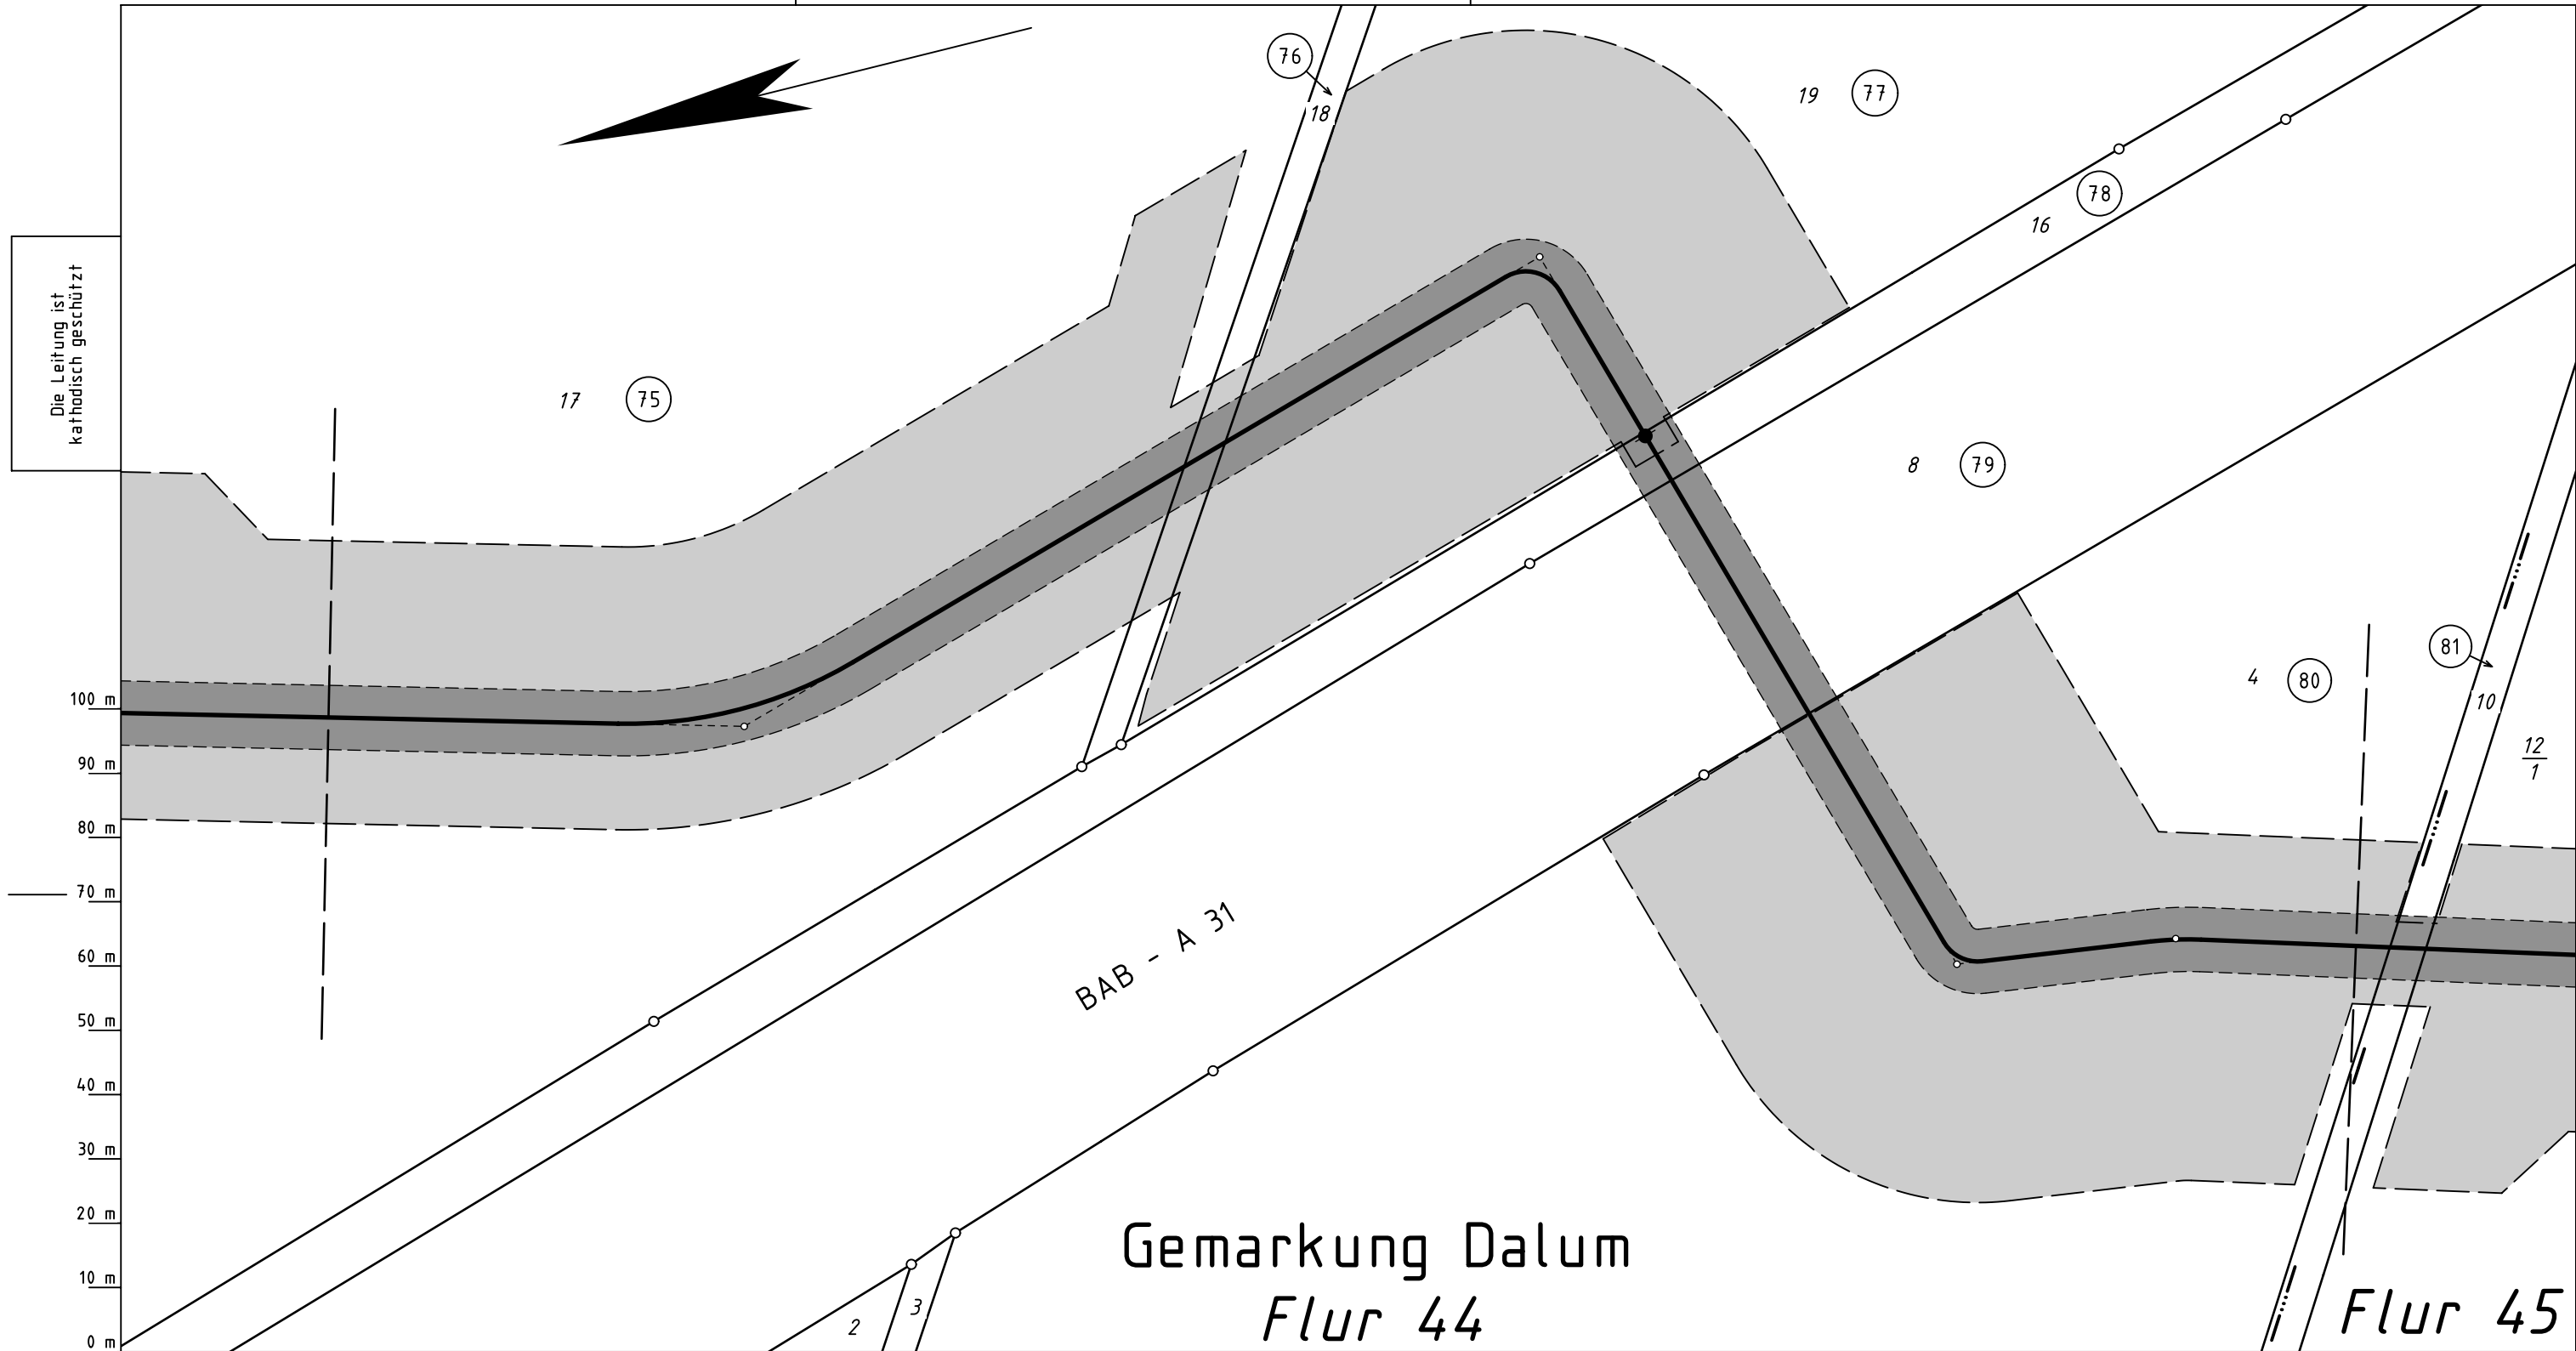 76
18
19 77
78
16
Die Leitung ist
kathodisch geschützt
17 75
8 79
81
4 80
10
12
1
100 m
90 m
80 m
70 m
60 m
50 m
40 m
30 m
20 m
10 m
0 m
BAB - A 31
Gemarkung Dalum
Flur 44
Flur 45
3
2